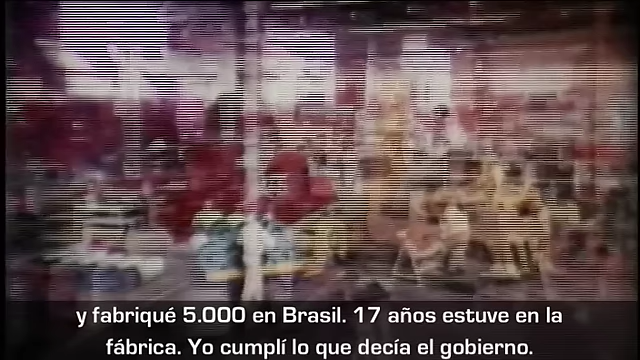 y fabriqué 5.000 en Brasil. 17 años estuve en la
fábrica. Yo cumplí lo que decía el gobierno.